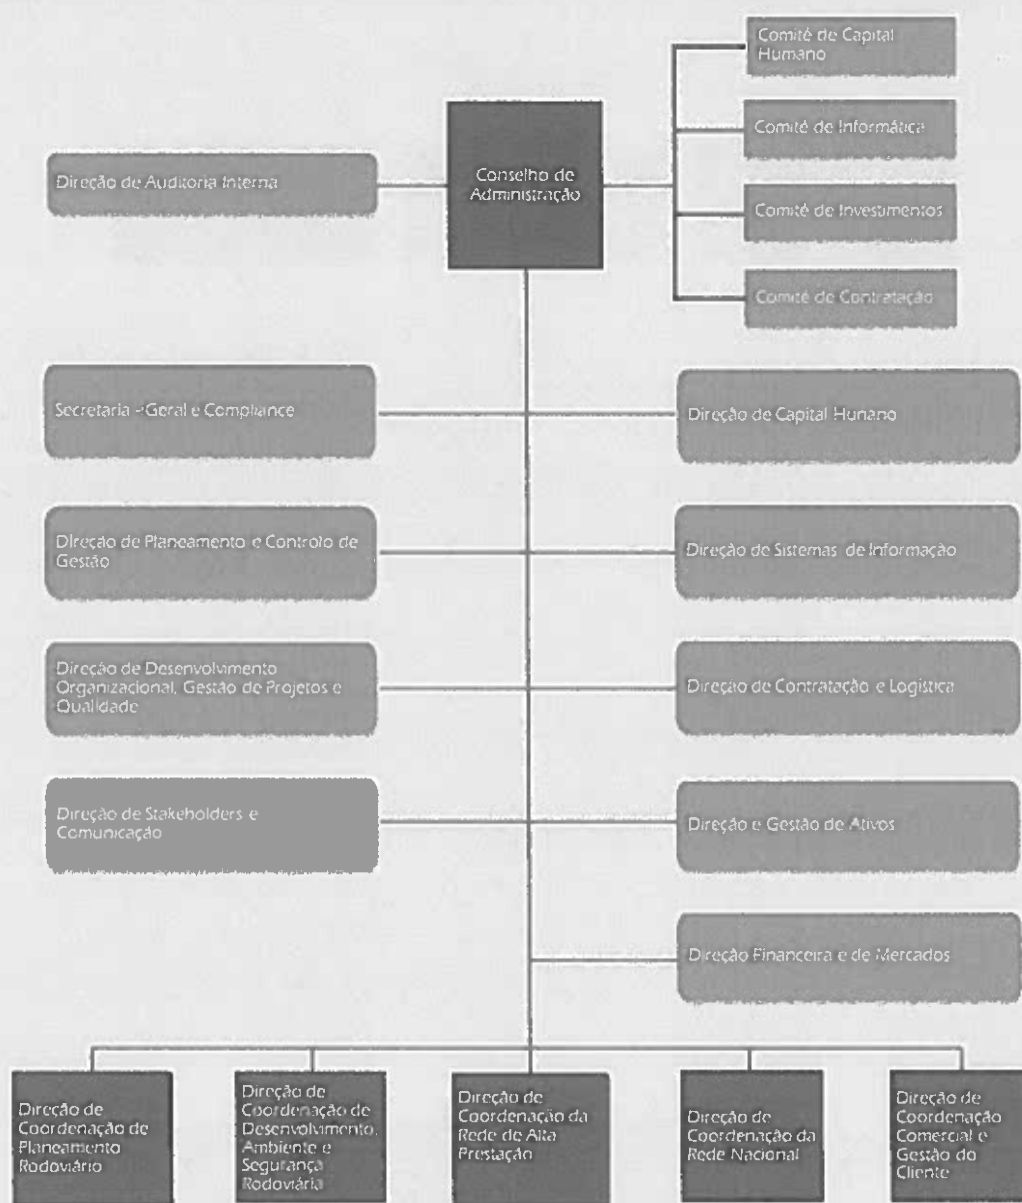 Comité de Capital
Humano
Comité de Informática
Comité de Investimentos
Comité de Contratação
Direção de Auditoria Interna
Conselho de
Administração
Secretaria -Geral e Compliance
Direção de Capital Humano
Direção de Planeamento e Controlo de
Gestão
Direção de Sistemas de Informação
Direção de Desenvolvimento
Organizacional, Gestão de Projetos e
Qualidade
Direção de Contratação e Logística
Direção de Stakeholders e
Comunicação
Direção e Gestão de Ativos
Direção Financeira e de Mercados
Direção de
Coordenação de
Planeamento
Rodoviário
Direção de
Coordenação de
Desenvolvimento,
Ambiente e
Segurança
Rodoviária
Direção de
Coordenação da
Rede de Alta
Prestação
Direção de
Coordenação da
Rede Nacional
Direção de
Coordenação
Comercial e
Gestão do
Cliente